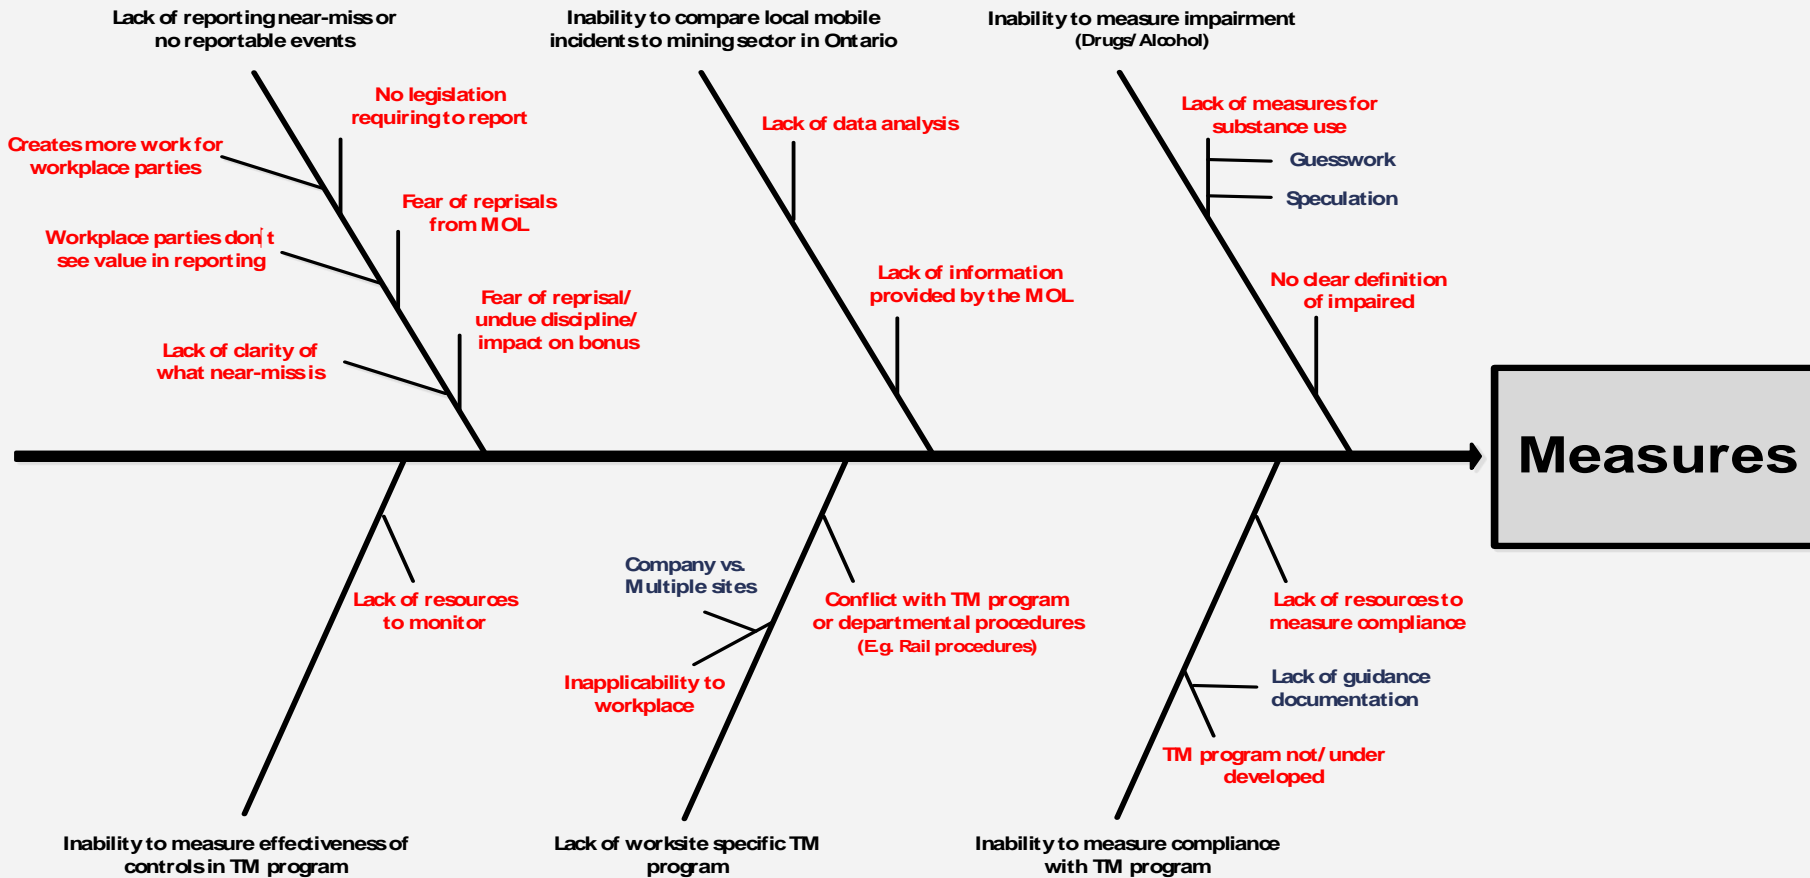 Lack of reporting near-miss or
no reportable events
Inability to compare local mobile
incidents to mining sector in Ontario
Inability to measure impairment
(Drugs/ Alcohol)
No legislation
requiring to report
Creates more work for
workplace parties
Fear of reprisals
from MOL
Workplace parties don't
see value in reporting
Fear of reprisal/
undue discipline/
impact on bonus
Lack of clarity of
what near-miss is
Lack of data analysis
Lack of information
provided by the MOL
Lack of measures for
substance use
Guesswork
Speculation
No clear definition
of impaired
Measures
Lack of resources
to monitor
Company vs.
Multiple sites
Inapplicability to
workplace
Conflict with TM program
or departmental procedures
(E.g. Rail procedures)
Lack of resources to
measure compliance
Lack of guidance
documentation
TM program not/ under
developed
Inability to measure effectiveness of
controls in TM program
Lack of worksite specific TM
program
Inability to measure compliance
with TM program